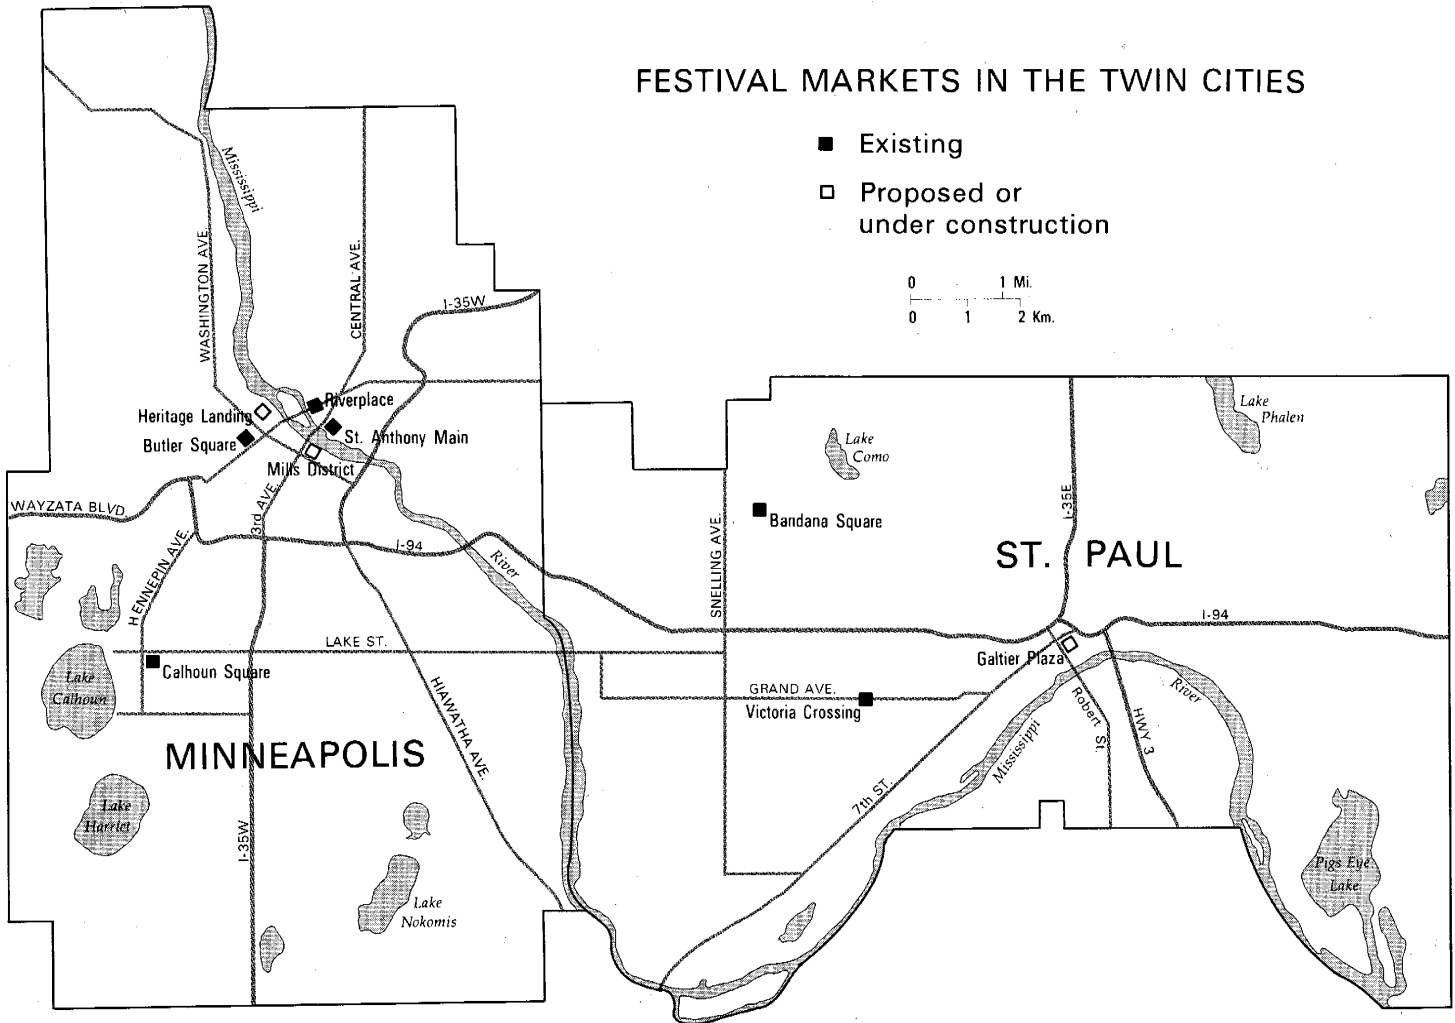 FESTIVAL MARKETS IN THE TWIN CITIES
Existing
Proposed or
under construction
0 1 Mi.
0 1 2 Km.
Mississippi
WASHINGTON AVE.
CENTRAL AVE.
I-35W
Heritage Landing
Riverplace
Butler Square
St. Anthony Main
Mills District
WAYZATA BLVD.
3rd AVE.
HENNEPIN AVE.
I-94
River
Lake
Como
Lake
Phalen
Bandana Square
SNELLING AVE.
I-35E
ST. PAUL
I-94
LAKE ST.
Calhoun Square
Lake
Calhoun
HIAWATHA AVE.
GRAND AVE.
Victoria Crossing
Galtier Plaza
Robert St.
HWY 3
River
Mississippi
7th ST.
MINNEAPOLIS
Lake
Harriet
I-35W
Lake
Nokomis
Pigs Eye
Lake